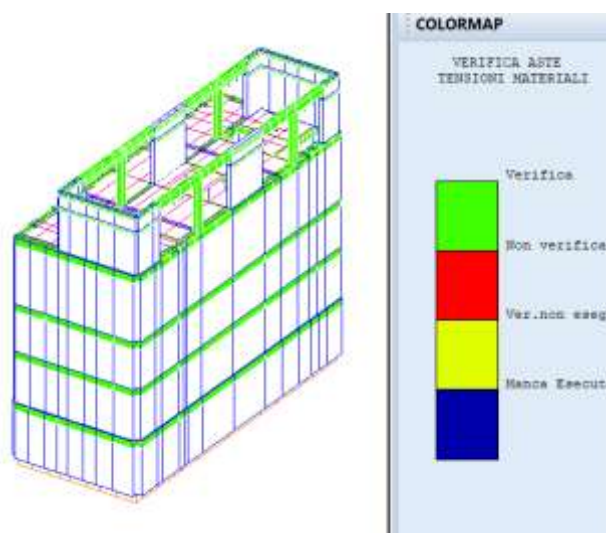 COLORMAP
VERIFICA ASTE
TENSIONI MATERIALI
Verifica
Non verifica
Ver.non eseg
Manca Esecut